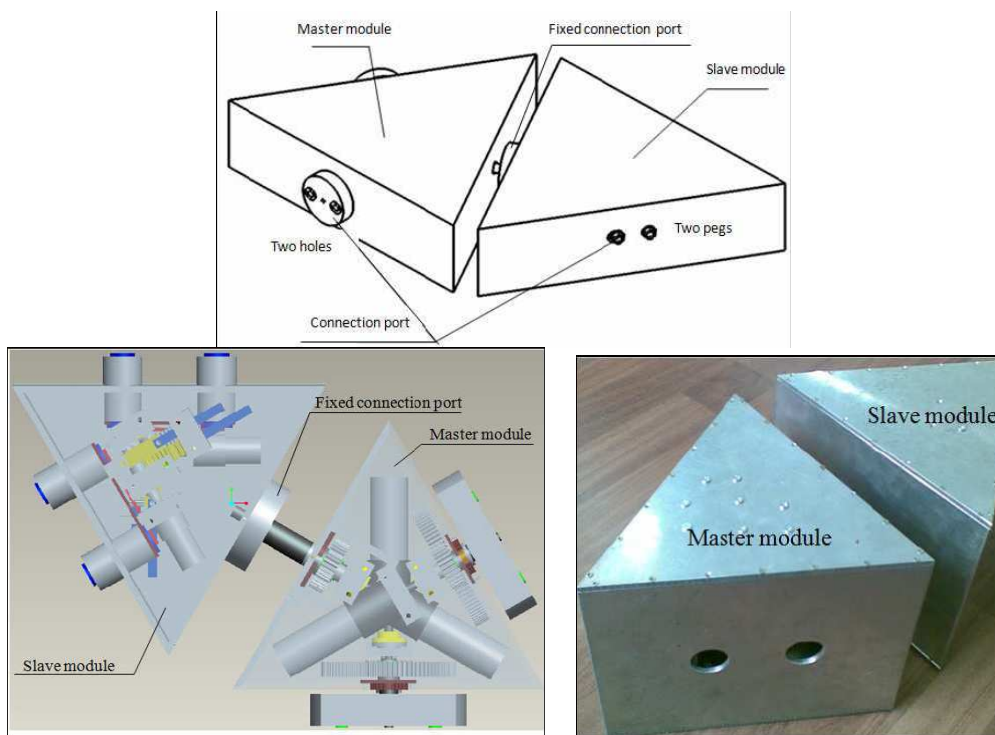 Master module
Fixed connection port
Slave module
Two holes
Two pegs
Connection port
Fixed connection port
Master module
Slave module
Slave module
Master module